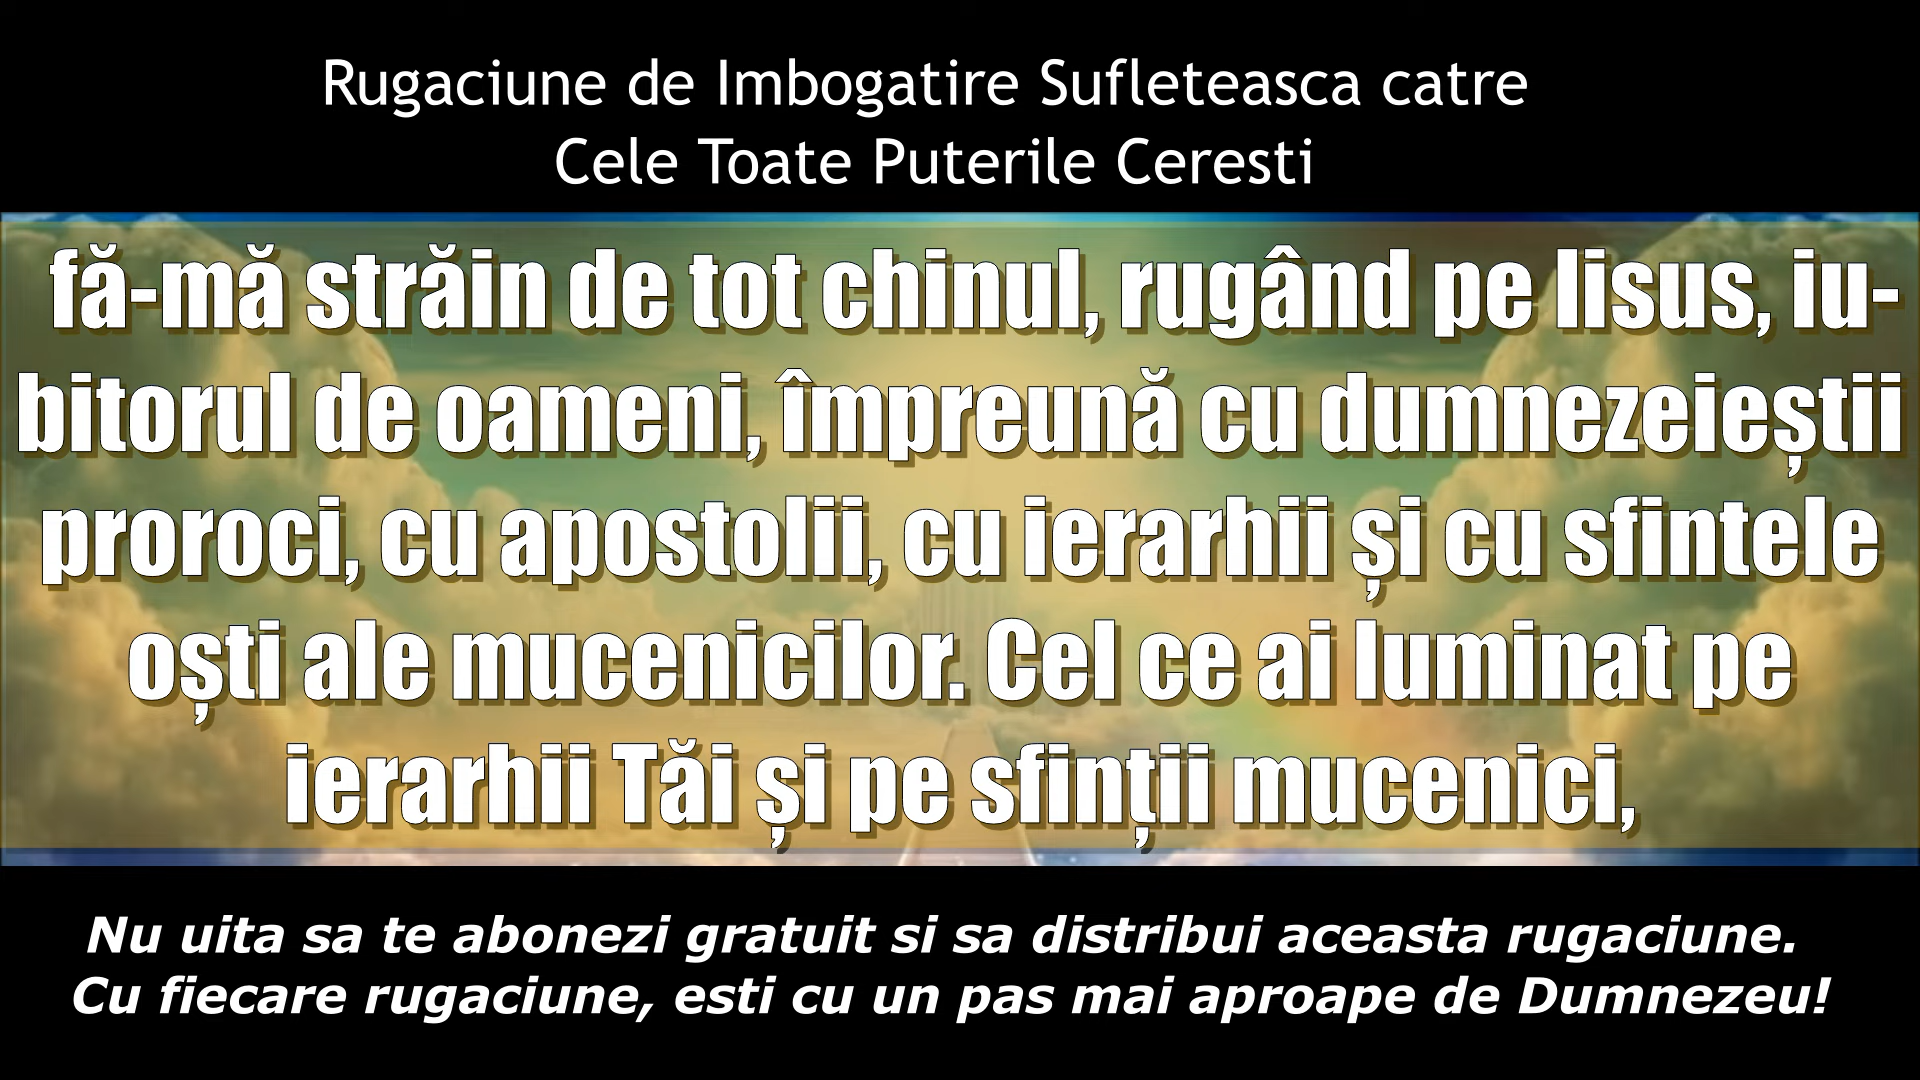 Rugaciune de Imbogatire Sufleteasca catre
Cele Toate Puterile Ceresti
fă-mă străin de tot chinul, rugând pe Iisus, iu-
bitorul de oameni, împreună cu dumnezeieștii
proroci, cu apostolii, cu ierarhii și cu sfintele
oști ale mucenicilor. Cel ce ai luminat pe
ierarhii Tăi și pe sfinții mucenici,
Nu uita sa te abonezi gratuit si sa distribui aceasta rugaciune.
Cu fiecare rugaciune, esti cu un pas mai aproape de Dumnezeu!